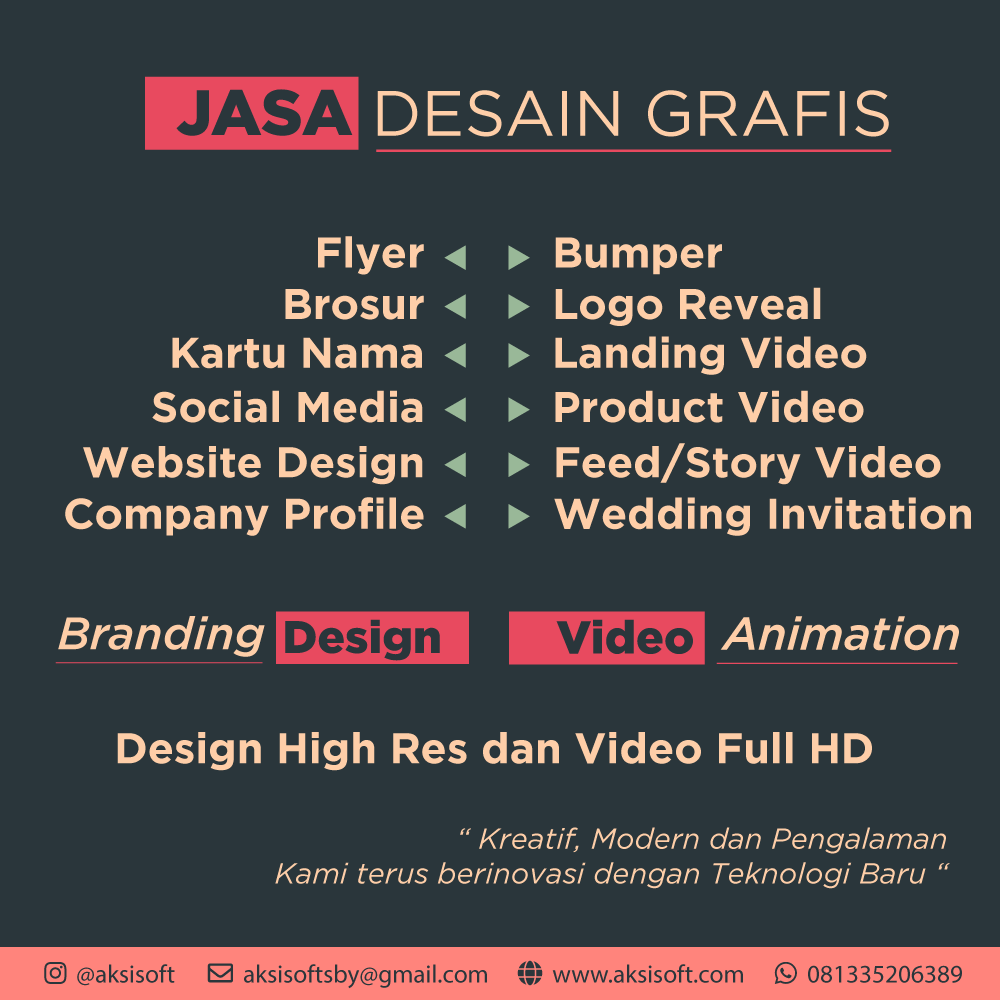 JASA DESAIN GRAFIS
Flyer
Brosur
Kartu Nama
Social Media
Website Design
Company Profile
Bumper
Logo Reveal
Landing Video
Product Video
Feed/Story Video
Wedding Invitation
Branding Design
Video Animation
Design High Res dan Video Full HD
“ Kreatif, Modern dan Pengalaman
Kami terus berinovasi dengan Teknologi Baru “
@aksisoft aksisoftsby@gmail.com www.aksisoft.com 081335206389